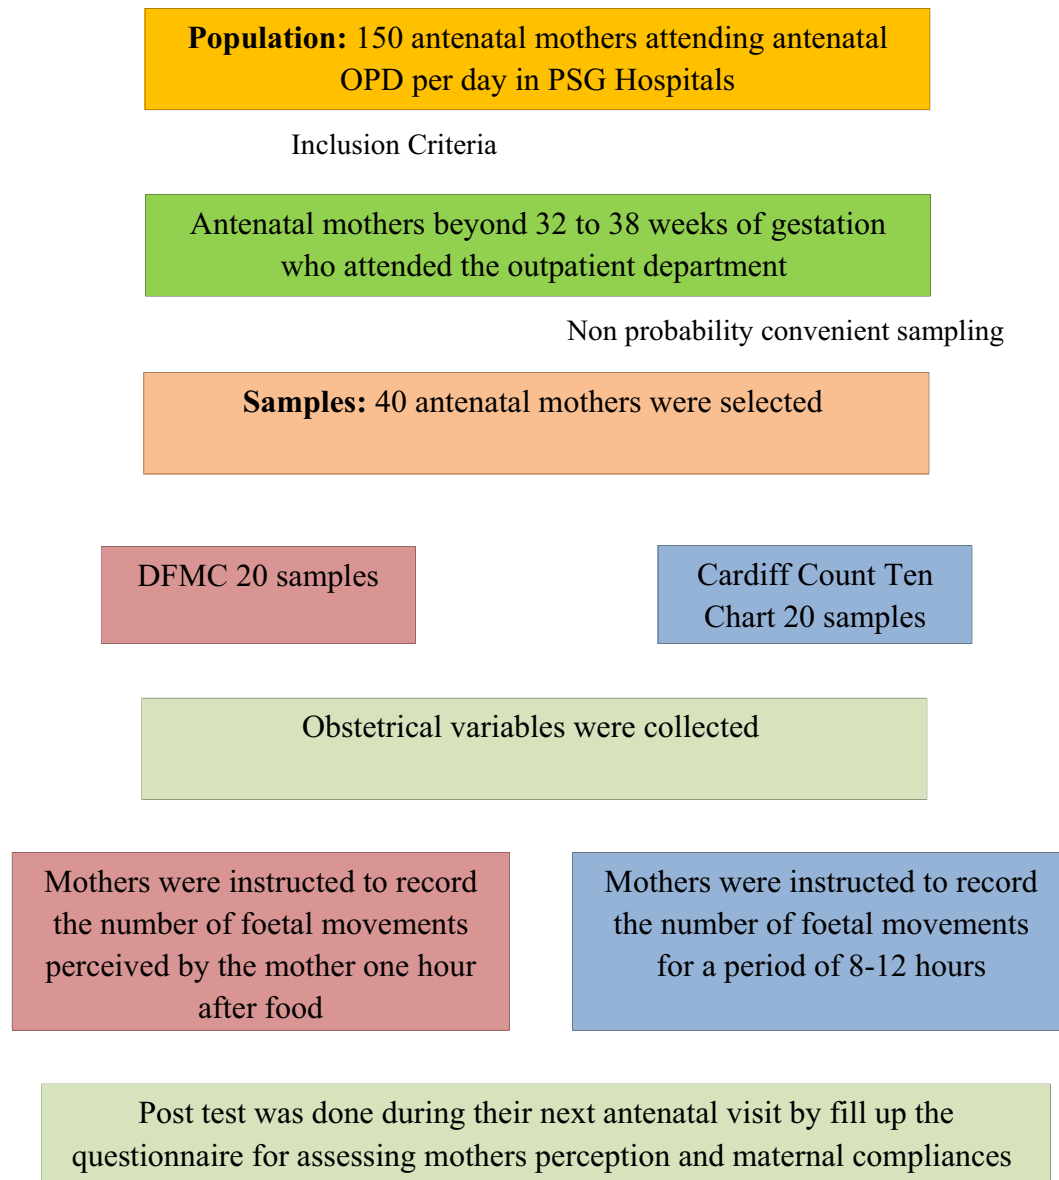 Population: 150 antenatal mothers attending antenatal
OPD per day in PSG Hospitals
Inclusion Criteria
Antenatal mothers beyond 32 to 38 weeks of gestation
who attended the outpatient department
Non probability convenient sampling
Samples: 40 antenatal mothers were selected
DFMC 20 samples
Cardiff Count Ten
Chart 20 samples
Obstetrical variables were collected
Mothers were instructed to record
the number of foetal movements
perceived by the mother one hour
after food
Mothers were instructed to record
the number of foetal movements
for a period of 8-12 hours
Post test was done during their next antenatal visit by fill up the
questionnaire for assessing mothers perception and maternal compliances